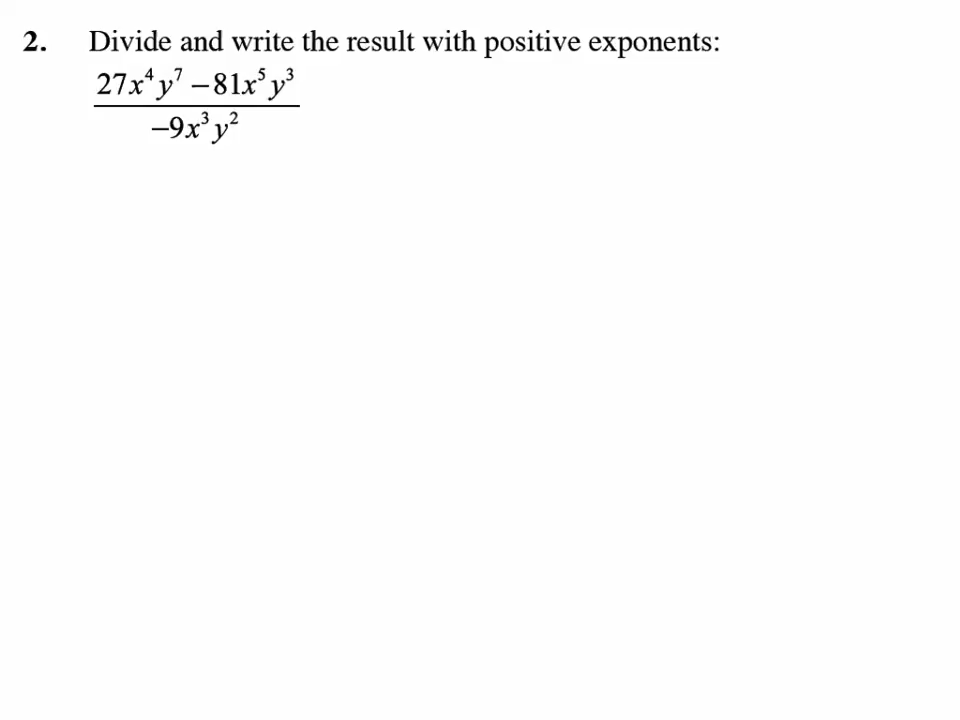 2. Divide and write the result with positive exponents:
27x⁴y⁷ – 81x⁵y³
–9x³y²